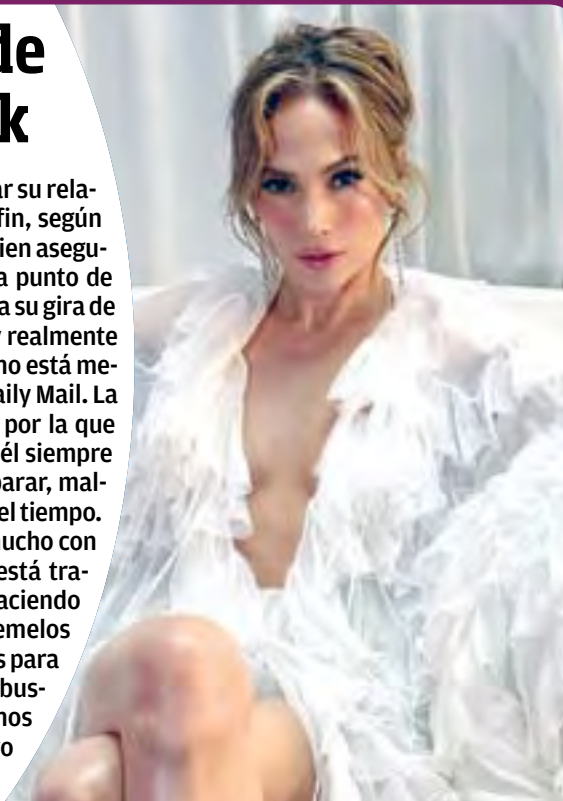 de
k
ar su rela-
fin, según
ien asegu-
a punto de
a su gira de
realmente
no está me-
aily Mail. La
por la que
él siempre
parar, mal-
el tiempo.
mucho con
está tra-
aciendo
emelos
s para
bus-
nos
o